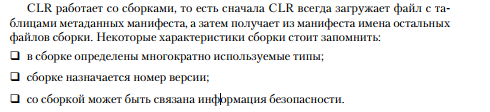 CLR работает со сборками, то есть сначала CLR всегда загружает файл с та-
блицами метаданных манифеста, а затем получает из манифеста имена остальных
файлов сборки. Некоторые характеристики сборки стоит запомнить:
❑ в сборке определены многократно используемые типы;
❑ сборке назначается номер версии;
❑ со сборкой может быть связана информация безопасности.